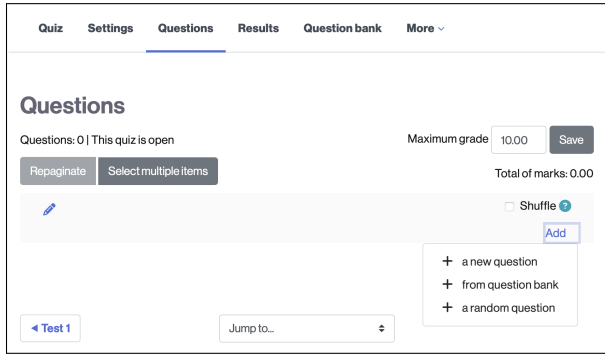 Quiz Settings Questions Results Question bank More
Questions
Questions: 0 | This quiz is open
Maximum grade 10.00 Save
Repaginate Select multiple items
Total of marks: 0.00
Shuffle ?
Add
+ a new question
+ from question bank
+ a random question
◄ Test 1
Jump to...